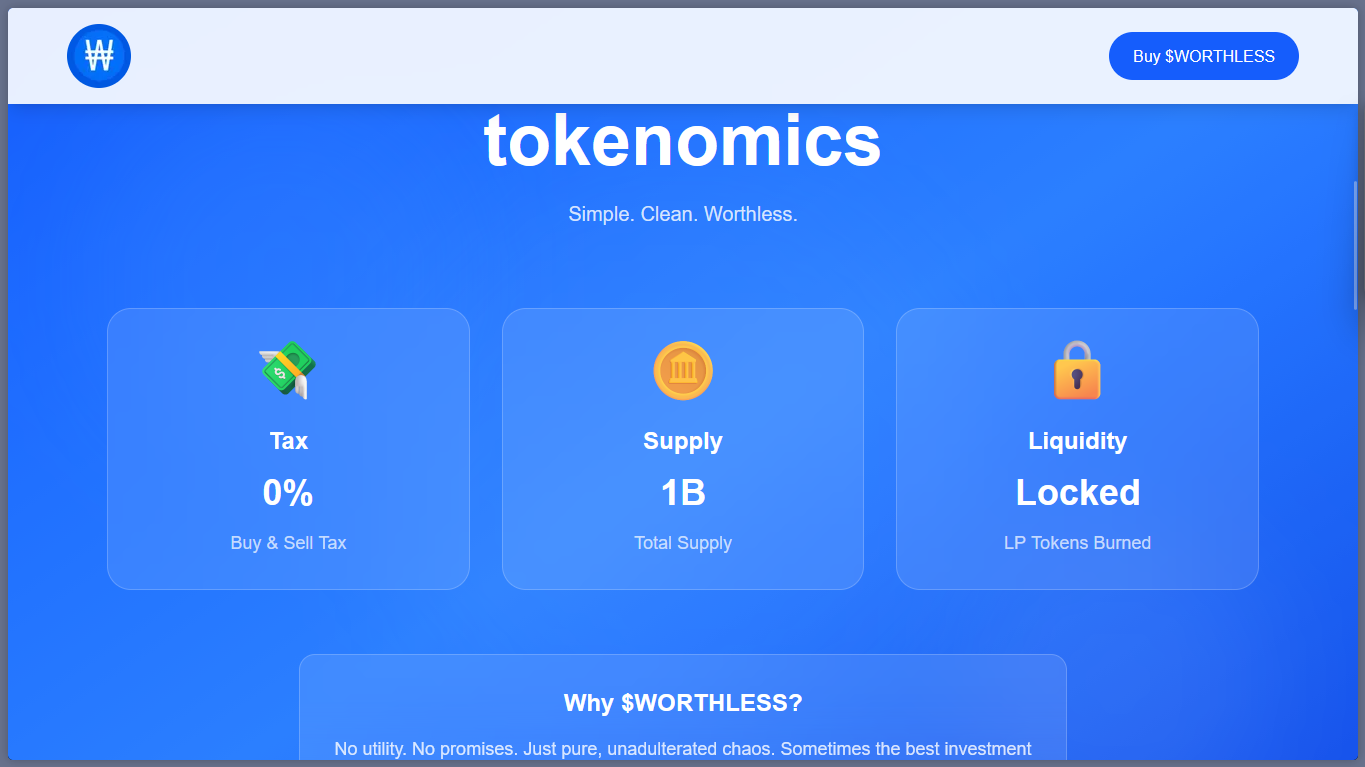 ₩
Buy $WORTHLESS
tokenomics
Simple. Clean. Worthless.
Tax
0%
Buy & Sell Tax
Supply
1B
Total Supply
Liquidity
Locked
LP Tokens Burned
Why $WORTHLESS?
No utility. No promises. Just pure, unadulterated chaos. Sometimes the best investment